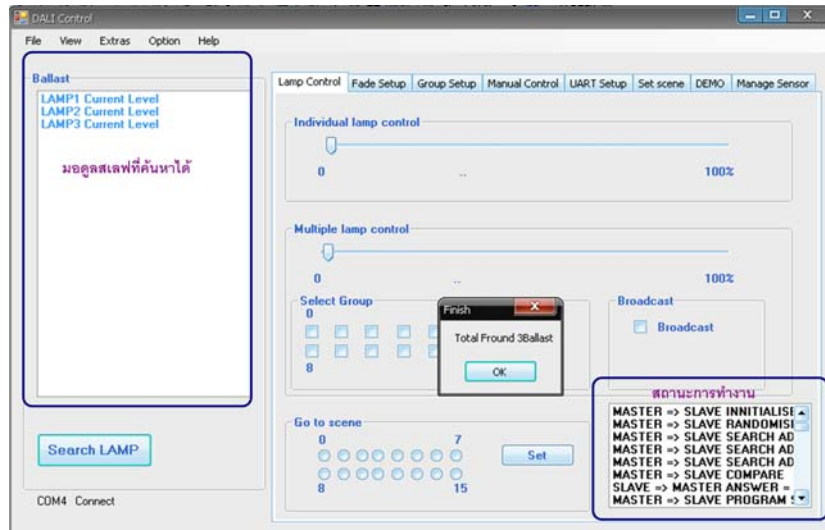 DALI Control
File View Extras Option Help
Ballast
LAMP1 Current Level
LAMP2 Current Level
LAMP3 Current Level
มอดูลสเลฟที่ค้นหาได้
Search LAMP
COM4 Connect
Lamp Control Fade Setup Group Setup Manual Control UART Setup Set scene DEMO Manage Sensor
Individual lamp control
0 .. 100%
Multiple lamp control
0 .. 100%
Select Group
0
8
Finish X
Total Fround 3Ballast
OK
Broadcast
Broadcast
Go to scene
0 7
8 15
Set
สถานะการทำงาน
MASTER => SLAVE INNITIALISE
MASTER => SLAVE RANDOMISI
MASTER => SLAVE SEARCH AD
MASTER => SLAVE SEARCH AD
MASTER => SLAVE SEARCH AD
MASTER => SLAVE COMPARE
SLAVE => MASTER ANSWER =
MASTER => SLAVE PROGRAM